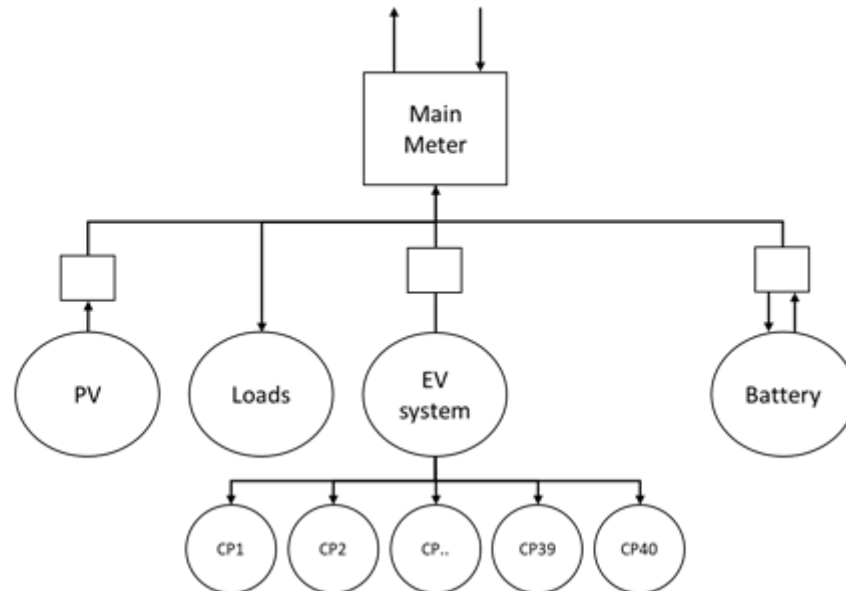 Main
Meter
PV
Loads
EV
system
Battery
CP1
CP2
CP..
CP39
CP40